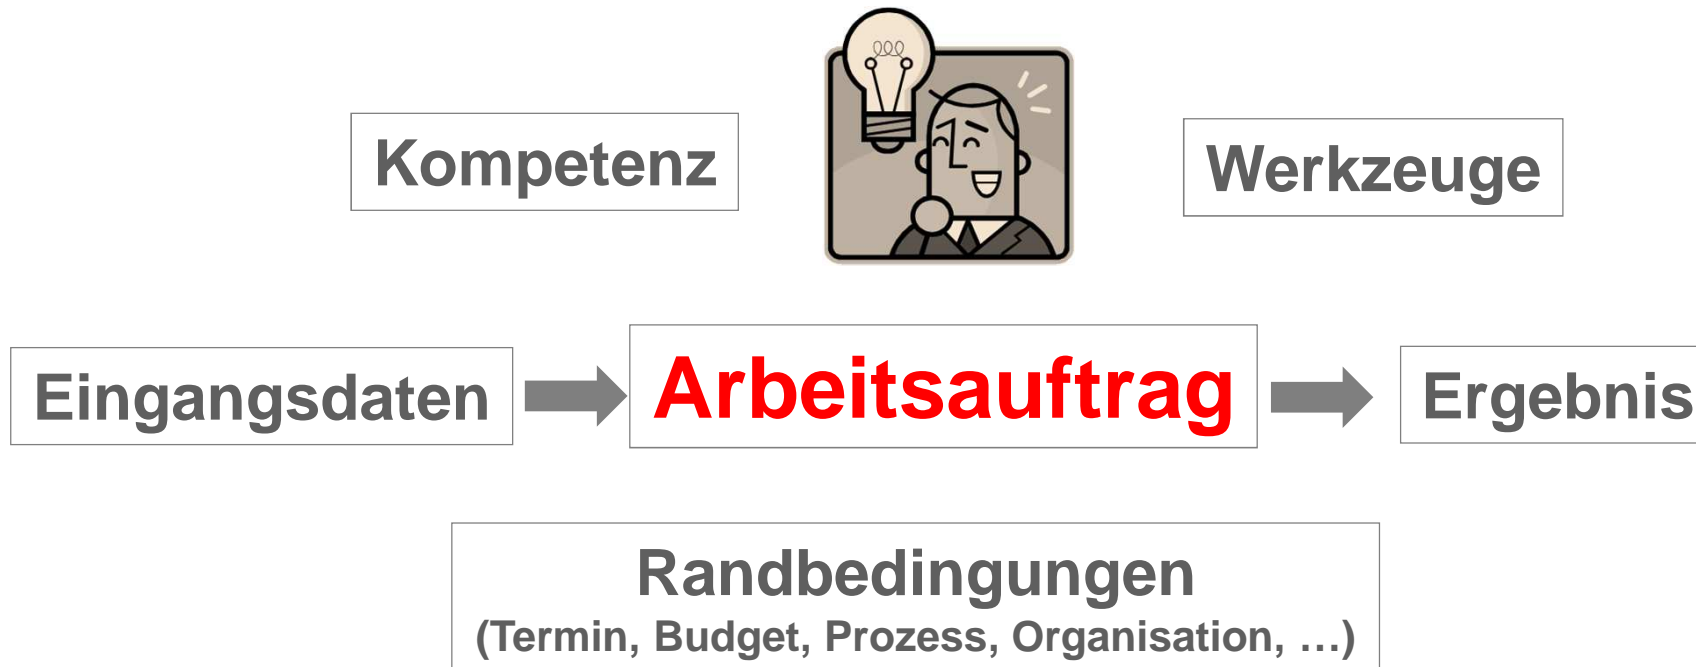 Kompetenz
Werkzeuge
Eingangsdaten
Arbeitsauftrag
Ergebnis
Randbedingungen
(Termin, Budget, Prozess, Organisation, …)